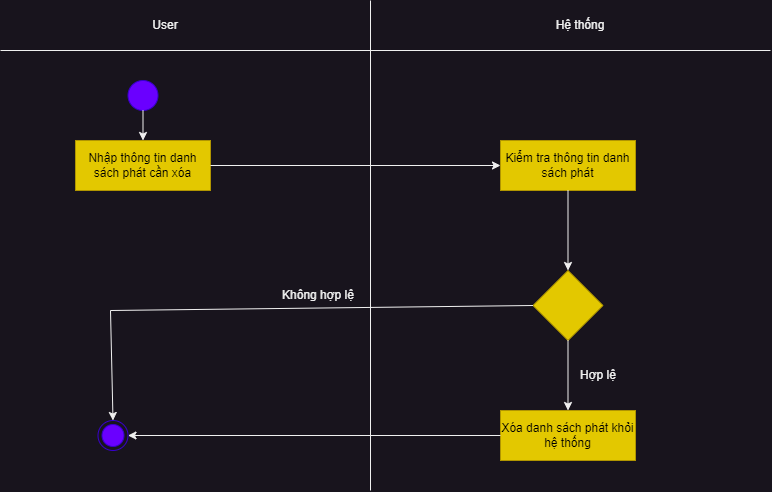 User
Hệ thống
Nhập thông tin danh
sách phát cần xóa
Kiểm tra thông tin danh
sách phát
Không hợp lệ
Hợp lệ
Xóa danh sách phát khỏi
hệ thống